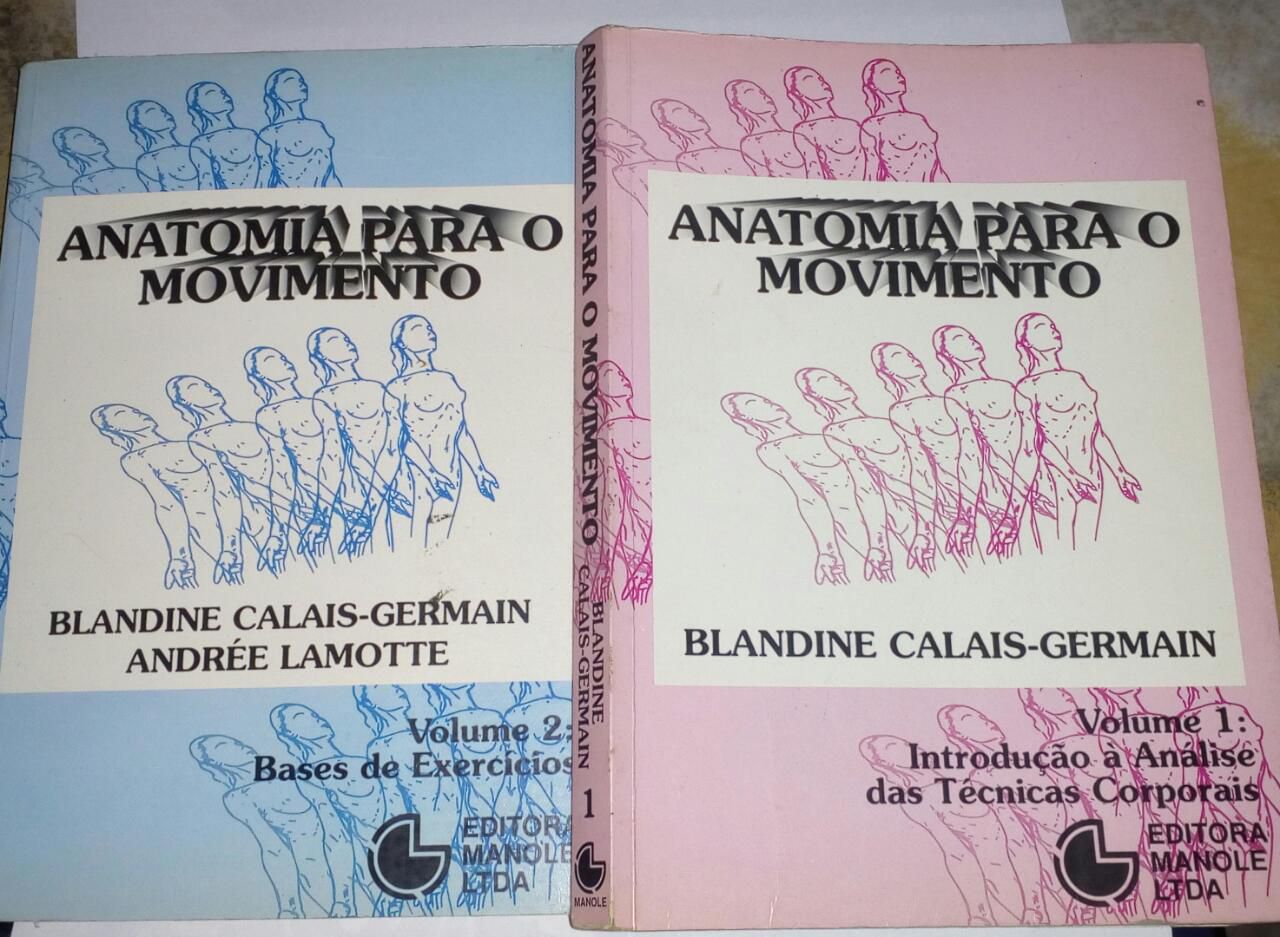 ANATOMIA PARA O
MOVIMENTO
BLANDINE CALAIS-GERMAIN
ANDRÉE LAMOTTE
Volume 2:
Bases de Exercícios
EDITORA
MANOLE
LTDA
ANATOMIA PARA O MOVIMENTO
BLANDINE
CALAIS-GERMAIN
1
MANOLE
ANATOMIA PARA O
MOVIMENTO
BLANDINE CALAIS-GERMAIN
Volume 1:
Introdução à Análise
das Técnicas Corporais
EDITORA
MANOLE
LTDA